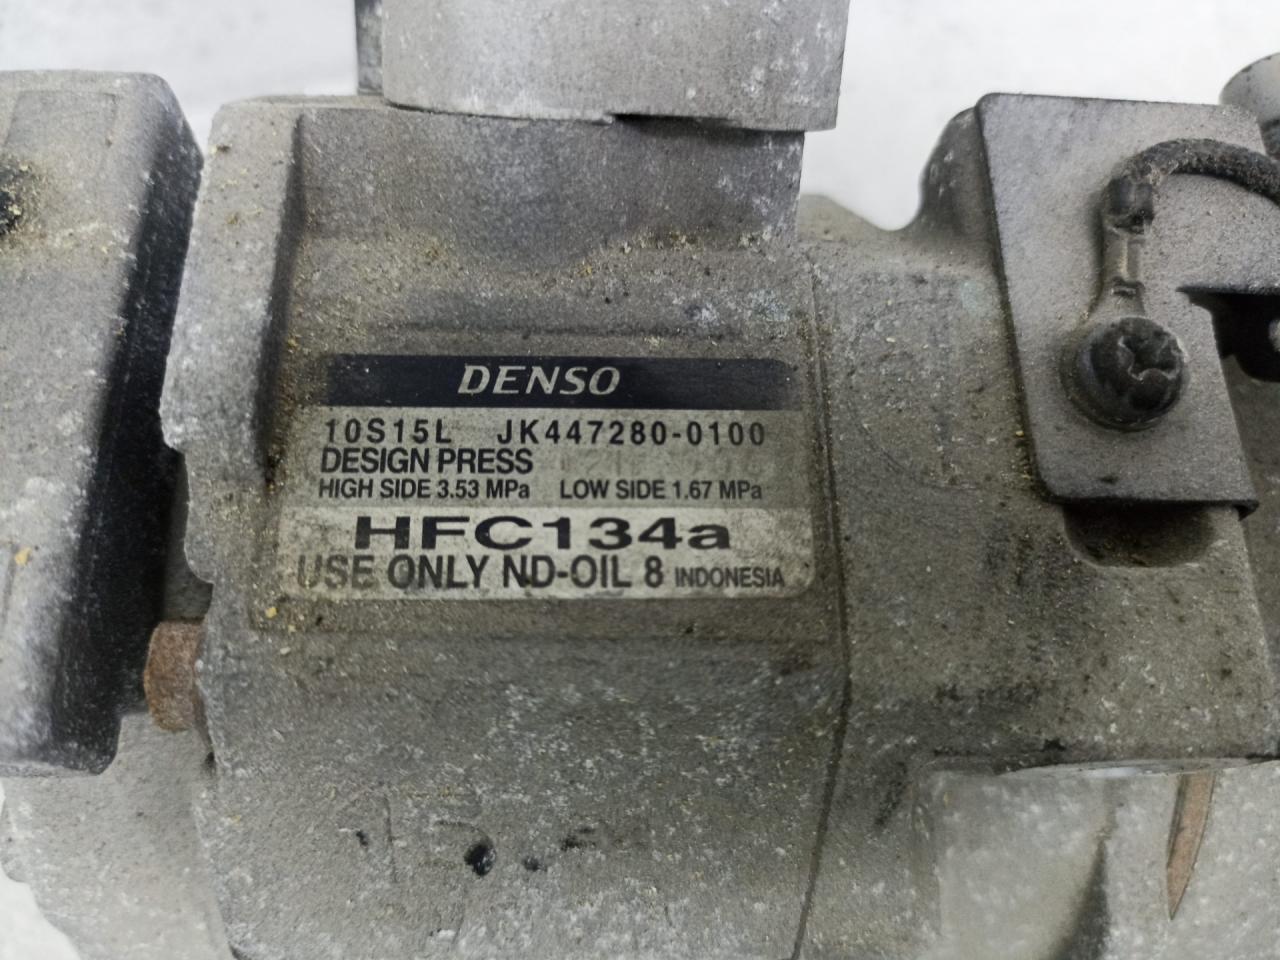 DENSO
10S15L JK447280-0100
DESIGN PRESS
HIGH SIDE 3.53 MPa LOW SIDE 1.67 MPa
HFC134a
USE ONLY ND-OIL 8 INDONESIA